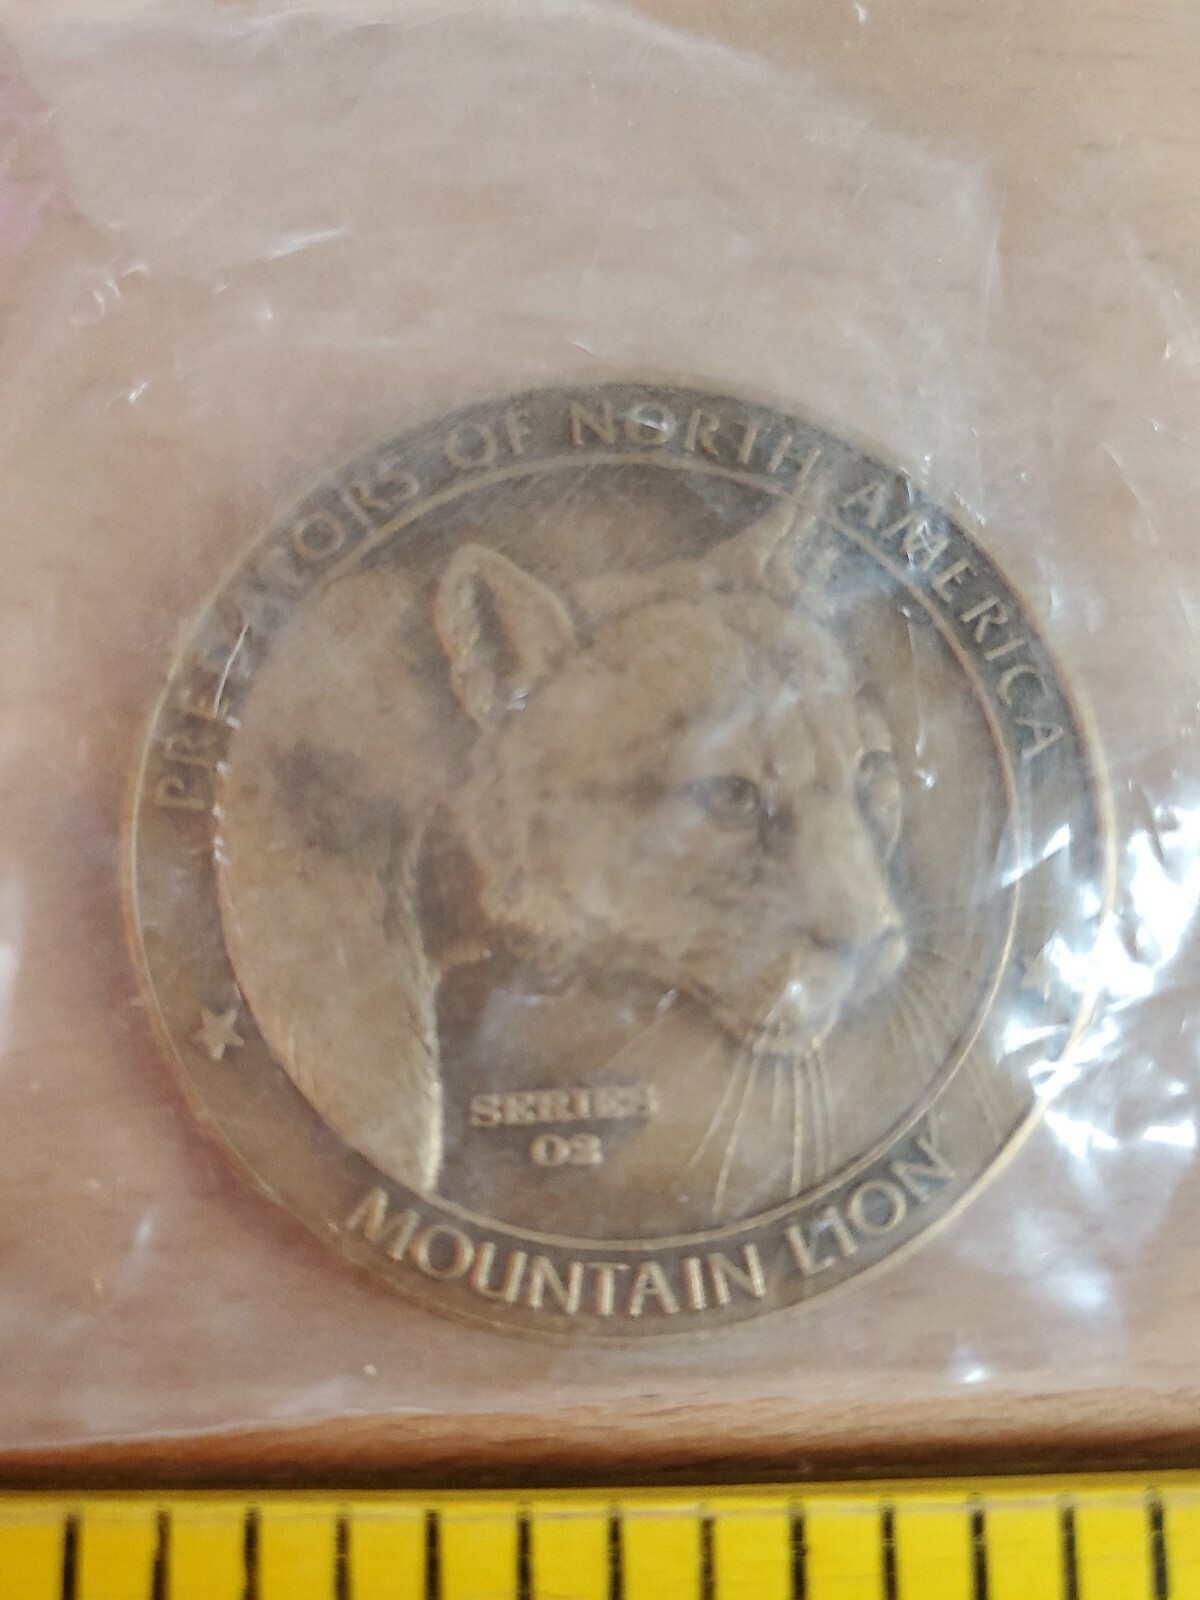 PREDATORS OF NORTH AMERICA
SERIES
02
MOUNTAIN LION